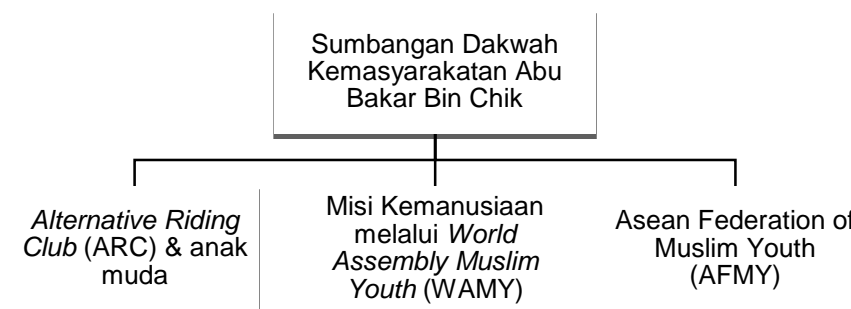 Sumbangan Dakwah
Kemasyarakatan Abu
Bakar Bin Chik
Alternative Riding
Club (ARC) & anak
muda
Misi Kemanusiaan
melalui World
Assembly Muslim
Youth (WAMY)
Asean Federation of
Muslim Youth
(AFMY)